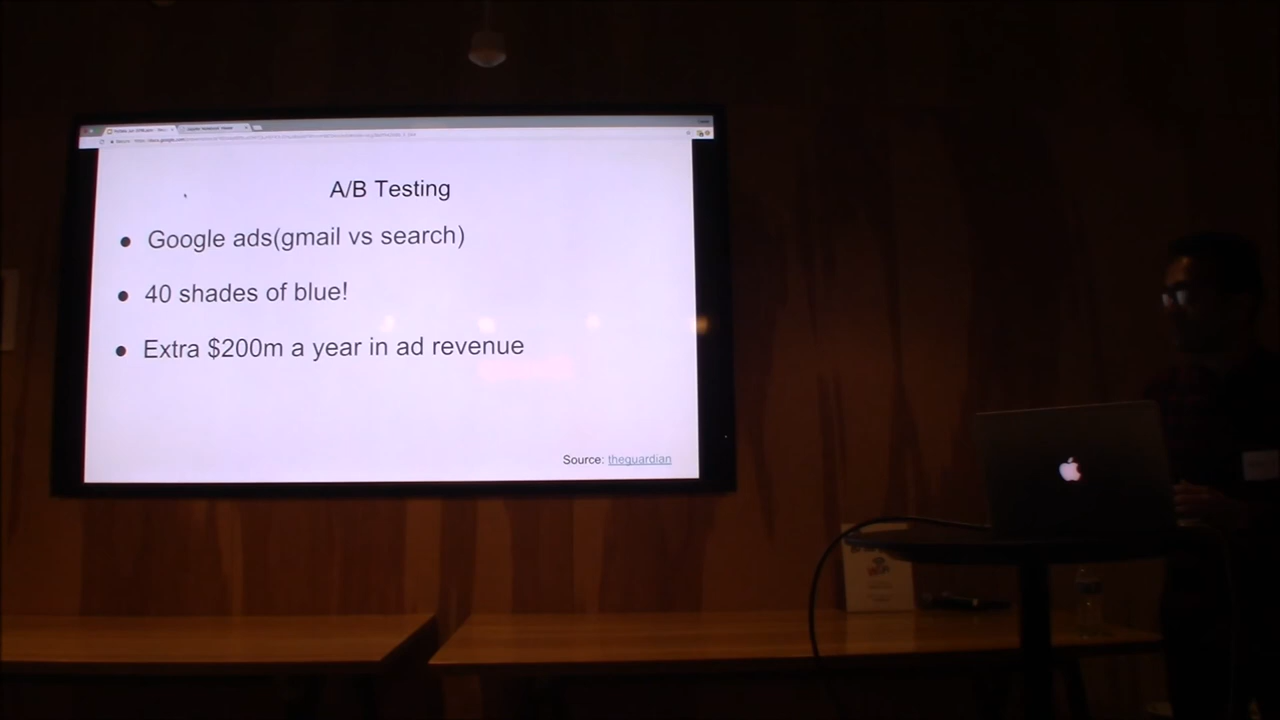 A/B Testing
● Google ads(gmail vs search)
● 40 shades of blue!
● Extra $200m a year in ad revenue
Source: theguardian